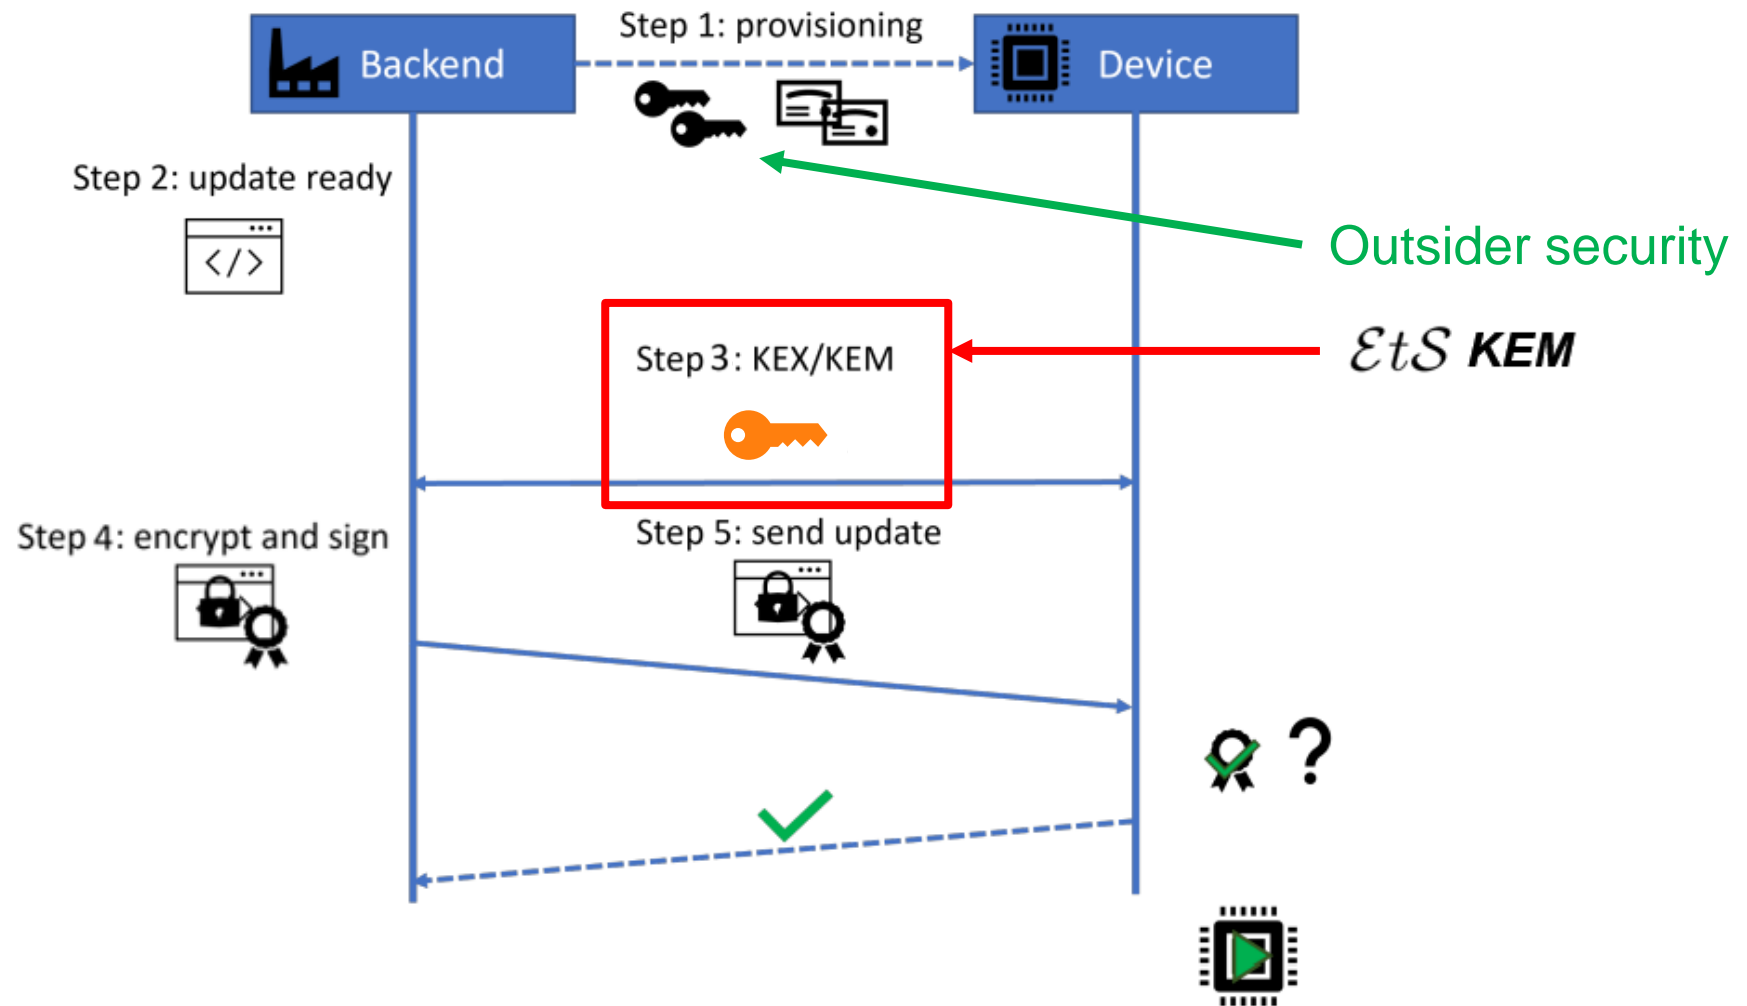 Step 1: provisioning
Backend
Device
Step 2: update ready
</>
Outsider security
Step 3: KEX/KEM
EtS KEM
Step 4: encrypt and sign
Step 5: send update
?